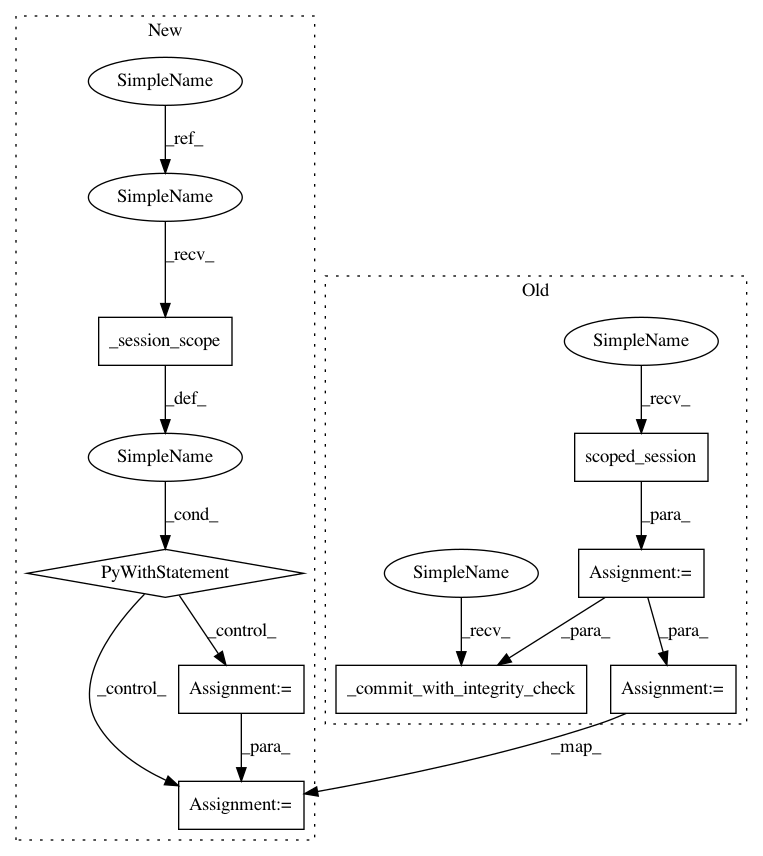 New
SimpleName
_ref_
SimpleName
_recv_
_session_scope
_def_
SimpleName
_cond_
PyWithStatement
_control_
_control_
Assignment:=
_para_
Assignment:=
Old
SimpleName
_recv_
scoped_session
_para_
SimpleName
Assignment:=
_recv_
_para_
_para_
_commit_with_integrity_check
Assignment:=
_map_